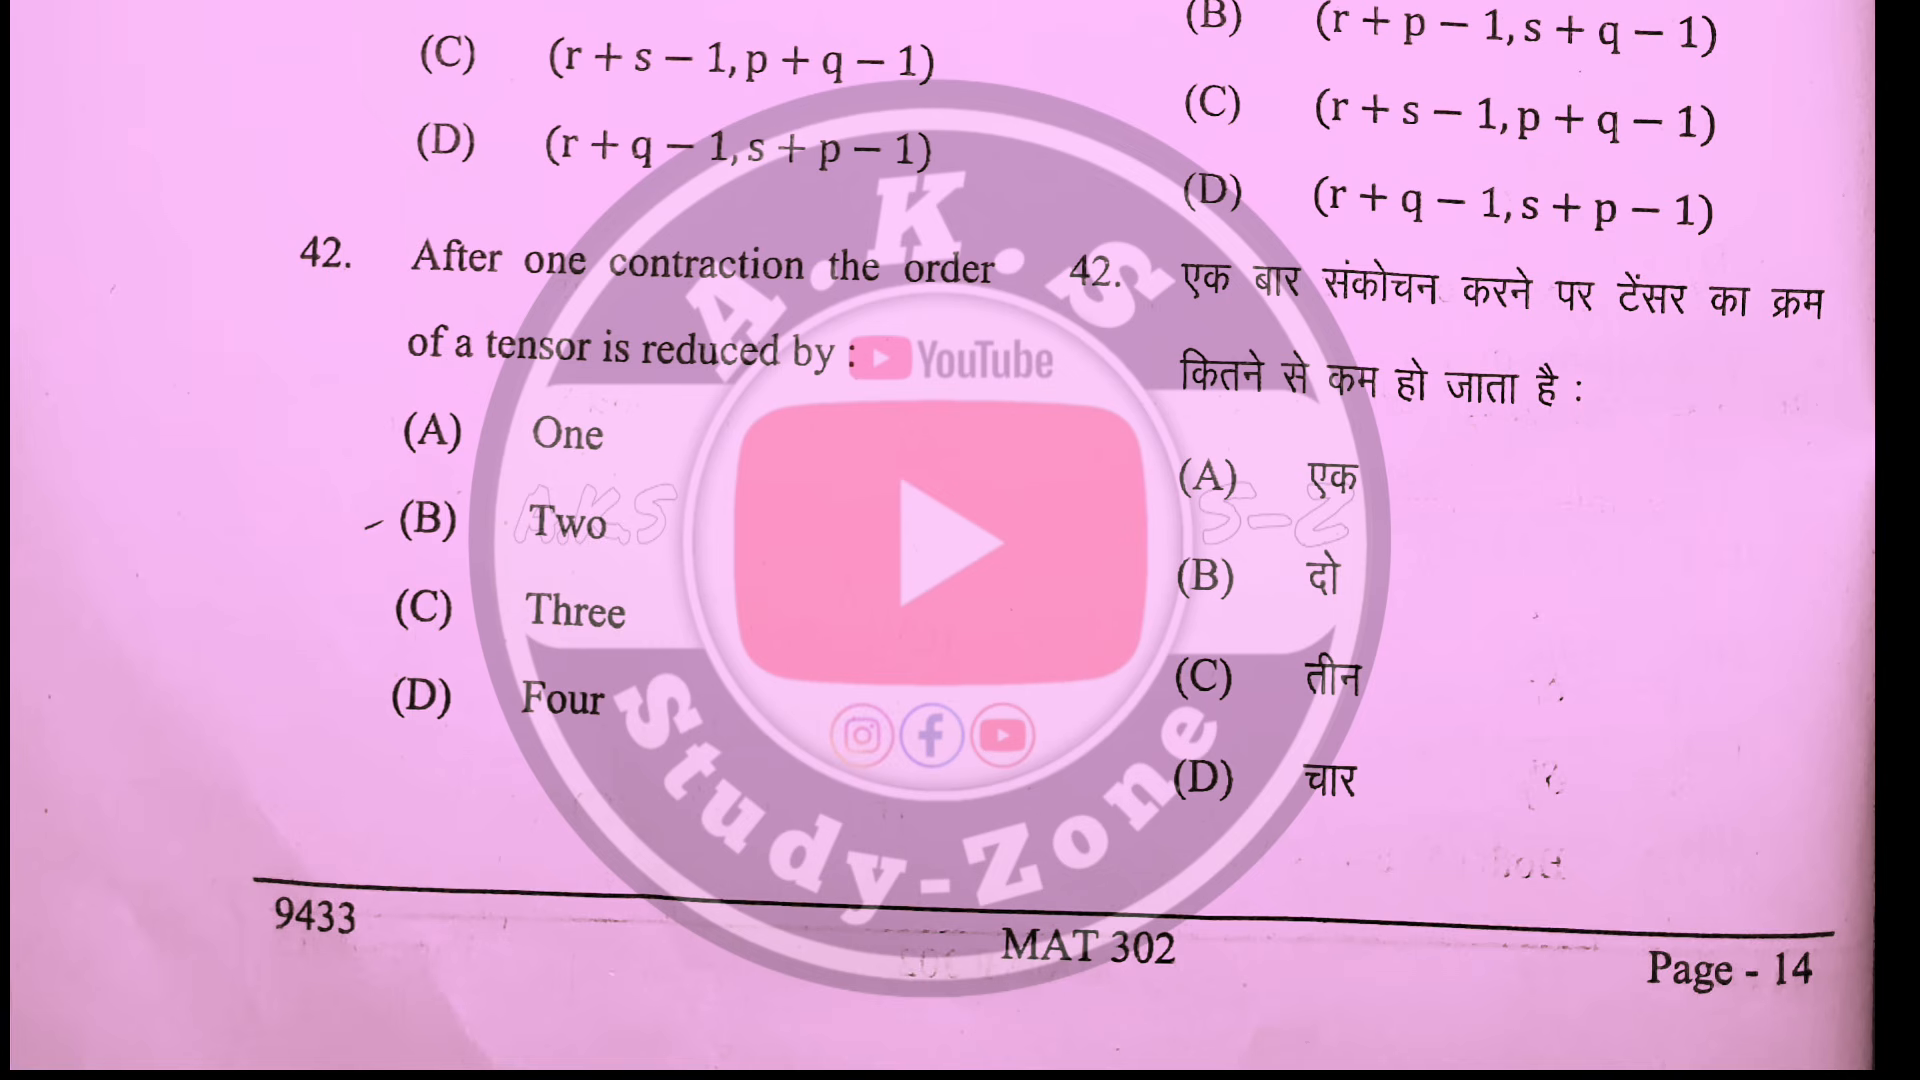 (C) (r + s − 1, p + q − 1)
(D) (r + q − 1, s + p − 1)
42. After one contraction the order
of a tensor is reduced by :
(A) One
(B) Two
(C) Three
(D) Four
(B) (r + p − 1, s + q − 1)
(C) (r + s − 1, p + q − 1)
(D) (r + q − 1, s + p − 1)
42. एक बार संकोचन करने पर टेंसर का क्रम
कितने से कम हो जाता है :
(A) एक
(B) दो
(C) तीन
(D) चार
A.K.S
YouTube
AKS S-Z
Study-Zone
9433 MAT 302 Page - 14